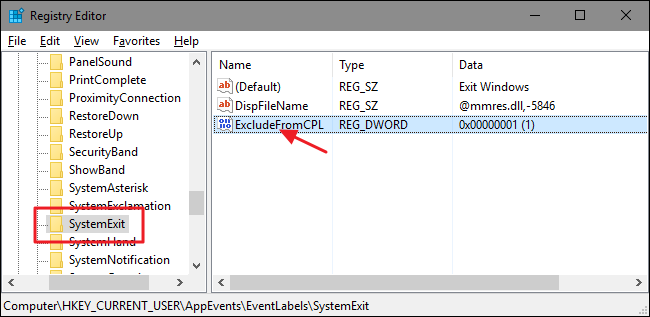 Registry Editor
File Edit View Favorites Help
PanelSound
PrintComplete
ProximityConnection
RestoreDown
RestoreUp
SecurityBand
ShowBand
SystemAsterisk
SystemExclamation
SystemExit
SystemHand
SystemNotification
Name Type Data
(Default) REG_SZ Exit Windows
DispFileName REG_SZ @mmres.dll,-5846
ExcludeFromCPL REG_DWORD 0x00000001 (1)
Computer\HKEY_CURRENT_USER\AppEvents\EventLabels\SystemExit